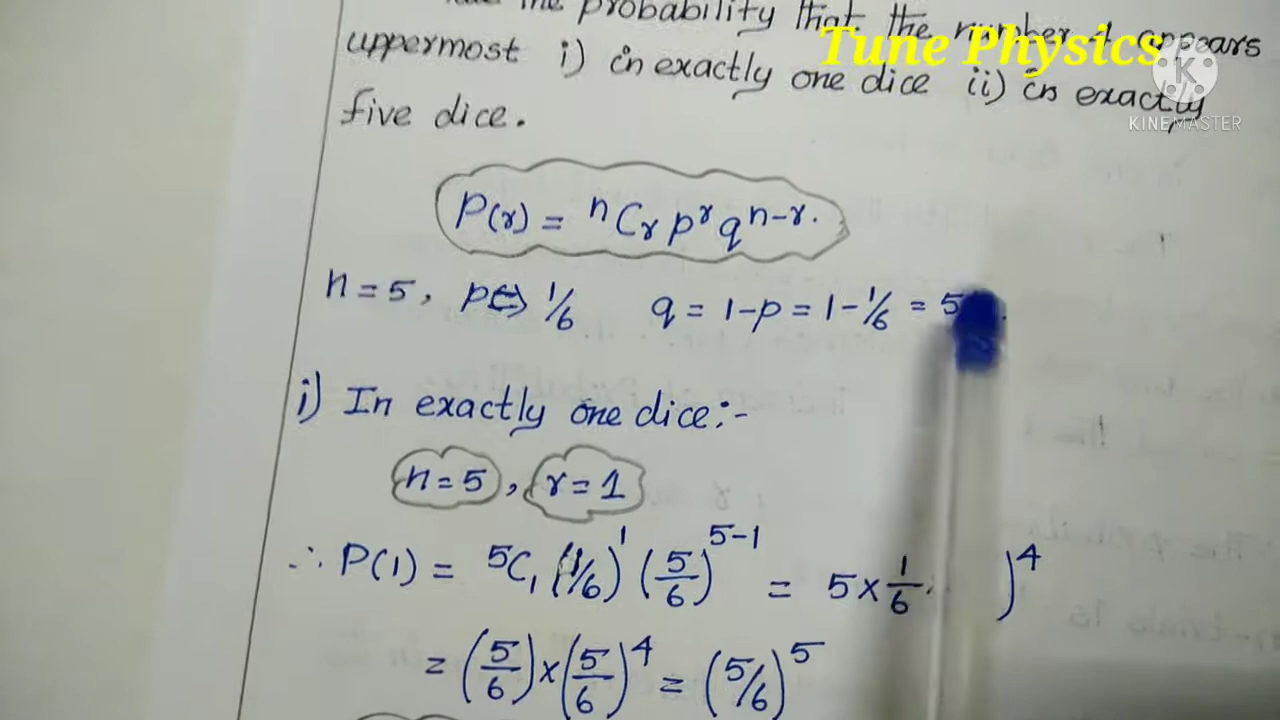 the probability that the number 1 appears
Tune Physics
uppermost i) in exactly one dice ii) in exactly
KINEMASTER
five dice.
P(r) = ⁿCᵣ pʳ qⁿ⁻ʳ.
n = 5, p ⇔ 1/6 q = 1-p = 1-1/6 = 5
i) In exactly one dice:-
n = 5, r = 1
∴ P(1) = ⁵C₁ (1/6)¹ (5/6)⁵⁻¹ = 5 × 1/6 . )⁴
= (5/6) × (5/6)⁴ = (5/6)⁵